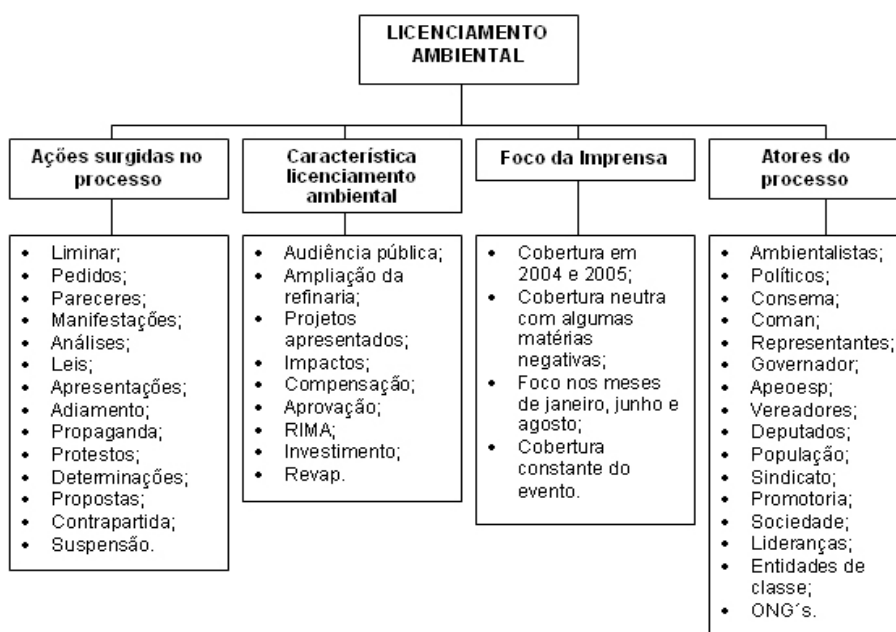 LICENCIAMENTO
AMBIENTAL
Ações surgidas no
processo
• Liminar;
• Pedidos;
• Pareceres;
• Manifestações;
• Análises;
• Leis;
• Apresentações;
• Adiamento;
• Propaganda;
• Protestos;
• Determinações;
• Propostas;
• Contrapartida;
• Suspensão.
Característica
licenciamento
ambiental
• Audiência pública;
• Ampliação da
refinaria;
• Projetos
apresentados;
• Impactos;
• Compensação;
• Aprovação;
• RIMA;
• Investimento;
• Revap.
Foco da Imprensa
• Cobertura em
2004 e 2005;
• Cobertura neutra
com algumas
matérias
negativas;
• Foco nos meses
de janeiro, junho e
agosto;
• Cobertura
constante do
evento.
Atores do
processo
• Ambientalistas;
• Políticos;
• Consema;
• Coman;
• Representantes;
• Governador;
• Apeoesp;
• Vereadores;
• Deputados;
• População;
• Sindicato;
• Promotoria;
• Sociedade;
• Lideranças;
• Entidades de
classe;
• ONG´s.